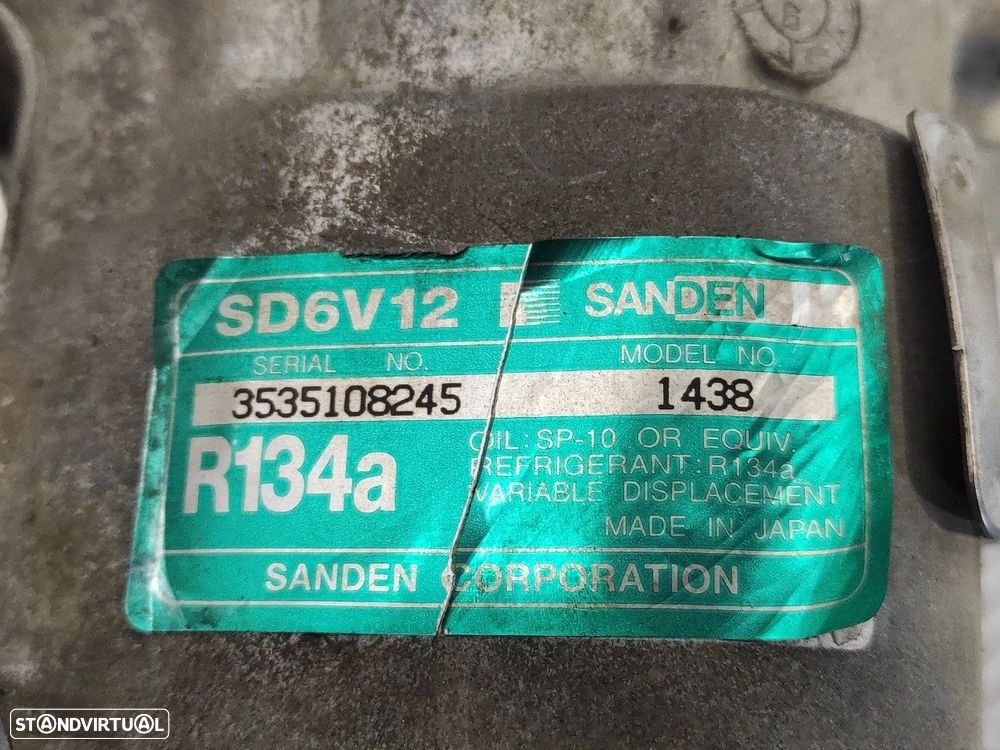 SD6V12 SANDEN
SERIAL NO. MODEL NO.
3535108245 1438
R134a
OIL: SP-10 OR EQUIV.
REFRIGERANT: R134a
VARIABLE DISPLACEMENT
MADE IN JAPAN
SANDEN CORPORATION
STANDVIRTUAL